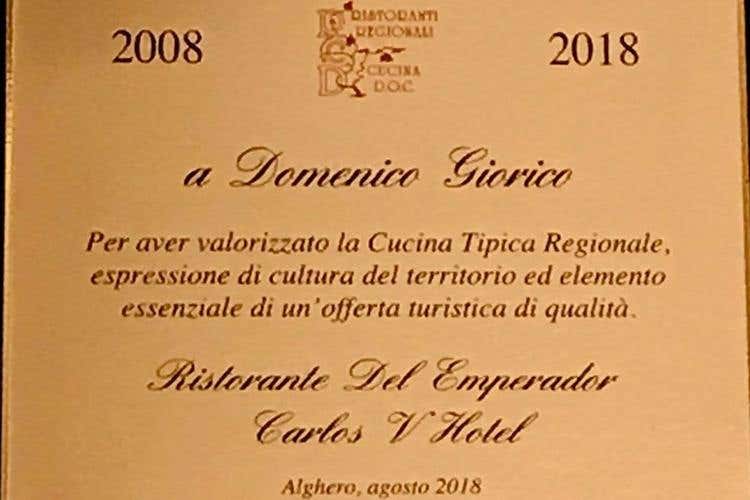 2008
RISTORANTI
REGIONALI
CUCINA
D.O.C.
2018
a Domenico Giorico
Per aver valorizzato la Cucina Tipica Regionale,
espressione di cultura del territorio ed elemento
essenziale di un'offerta turistica di qualità.
Ristorante Del Emperador
Carlos V Hotel
Alghero, agosto 2018